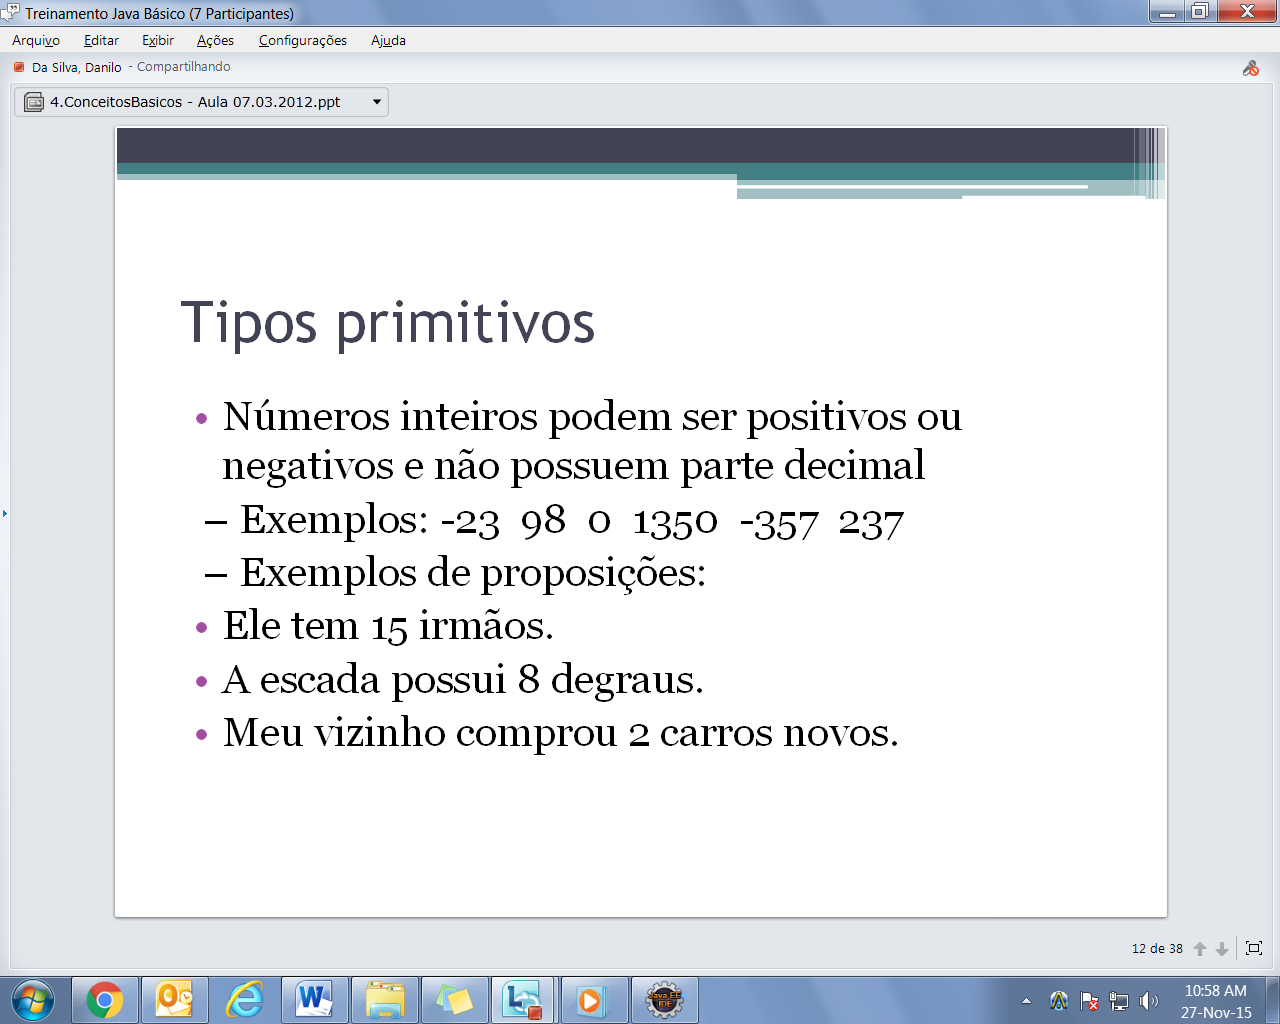 Treinamento Java Básico (7 Participantes)
Arquivo Editar Exibir Ações Configurações Ajuda
Da Silva, Danilo - Compartilhando
4.ConceitosBasicos - Aula 07.03.2012.ppt
Tipos primitivos
• Números inteiros podem ser positivos ou
negativos e não possuem parte decimal
– Exemplos: -23 98 0 1350 -357 237
– Exemplos de proposições:
• Ele tem 15 irmãos.
• A escada possui 8 degraus.
• Meu vizinho comprou 2 carros novos.
12 de 38
Java EE
IDE
10:58 AM
27-Nov-15